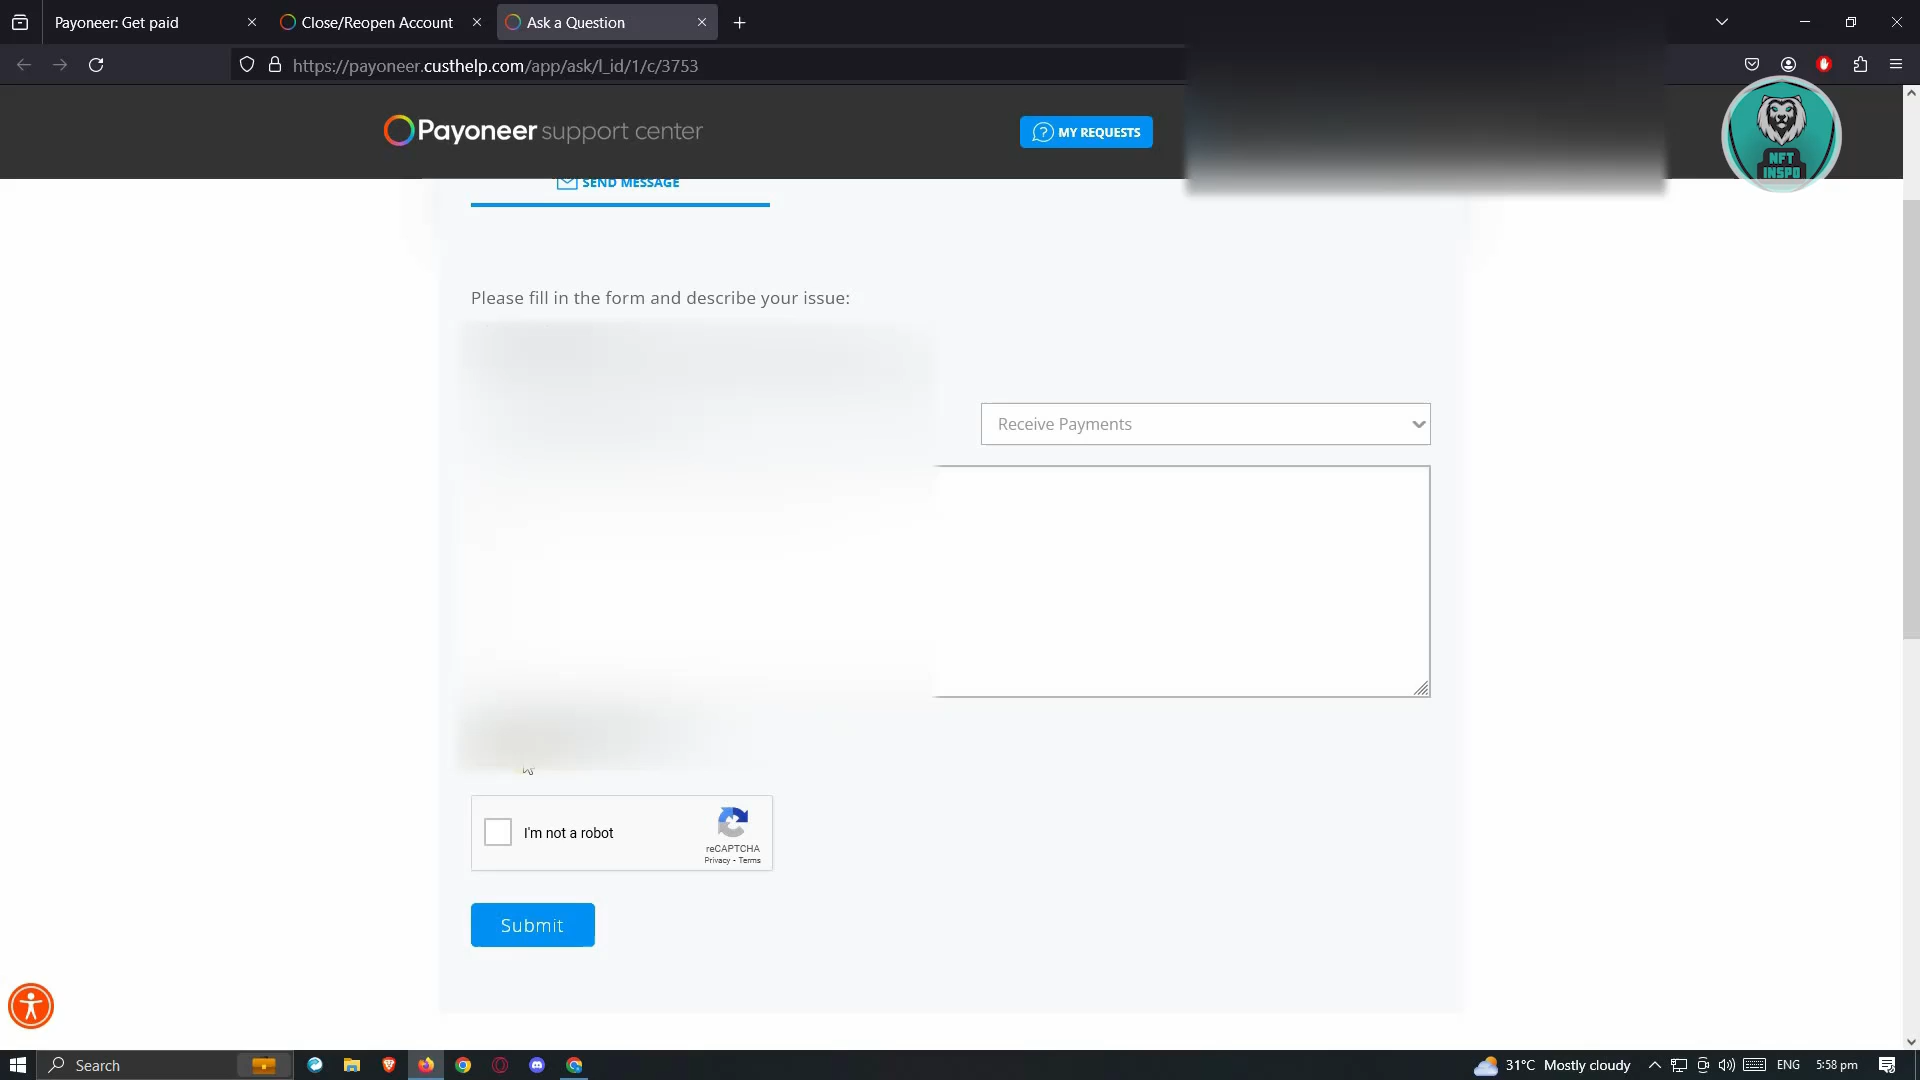 Payoneer: Get paid
Close/Reopen Account
Ask a Question
https://payoneer.custhelp.com/app/ask/l_id/1/c/3753
Payoneer support center
MY REQUESTS
NFT
INSPO
SEND MESSAGE
Please fill in the form and describe your issue:
Receive Payments
I'm not a robot
reCAPTCHA
Privacy - Terms
Submit
Search
31°C Mostly cloudy
ENG
5:58 pm